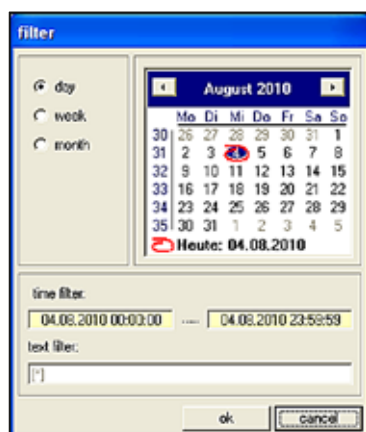 filter
day
week
month
August 2010
Mo Di Mi Do Fr Sa So
30 26 27 28 29 30 31 1
31 2 3 4 5 6 7 8
32 9 10 11 12 13 14 15
33 16 17 18 19 20 21 22
34 23 24 25 26 27 28 29
35 30 31 1 2 3 4 5
Heute: 04.08.2010
time filter:
04.08.2010 00:00:00 ---- 04.08.2010 23:59:59
text filter:
[*]
ok cancel